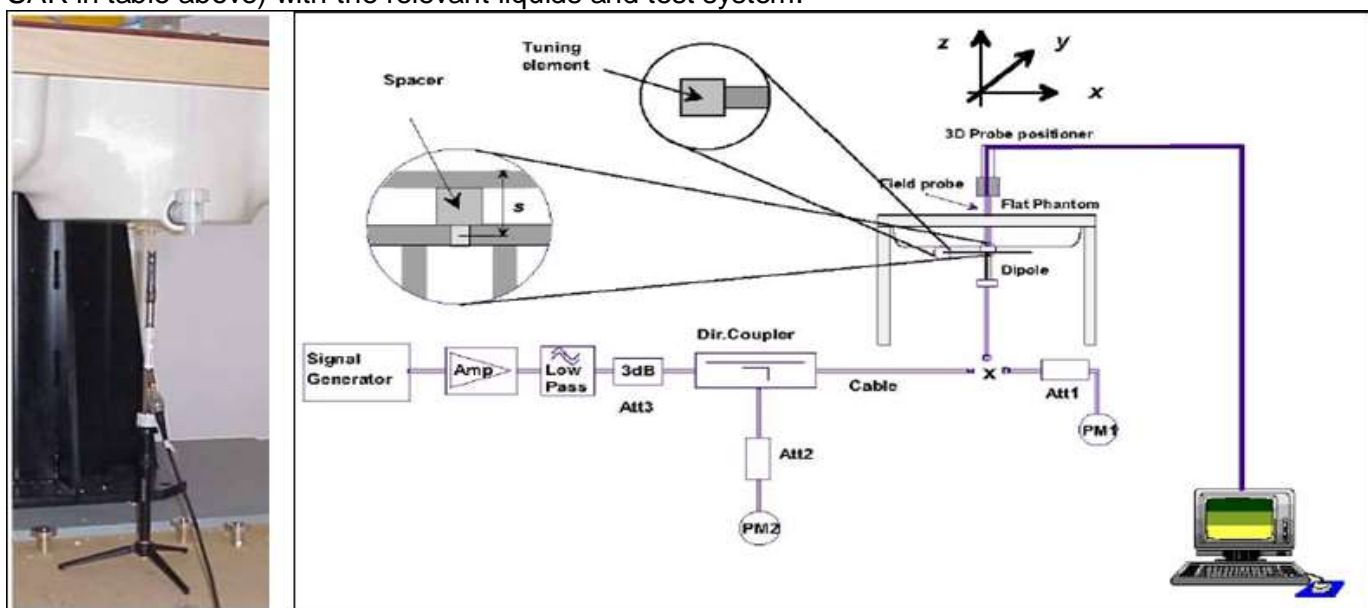 SAR in table above) with the relevant liquids and test system.
Tuning element
Spacer
s
z
y
x
3D Probe positioner
Field probe
Flat Phantom
Dipole
Dir.Coupler
Signal Generator
Amp
Low Pass
3dB
Att3
Cable
x
Att1
PM1
Att2
PM2